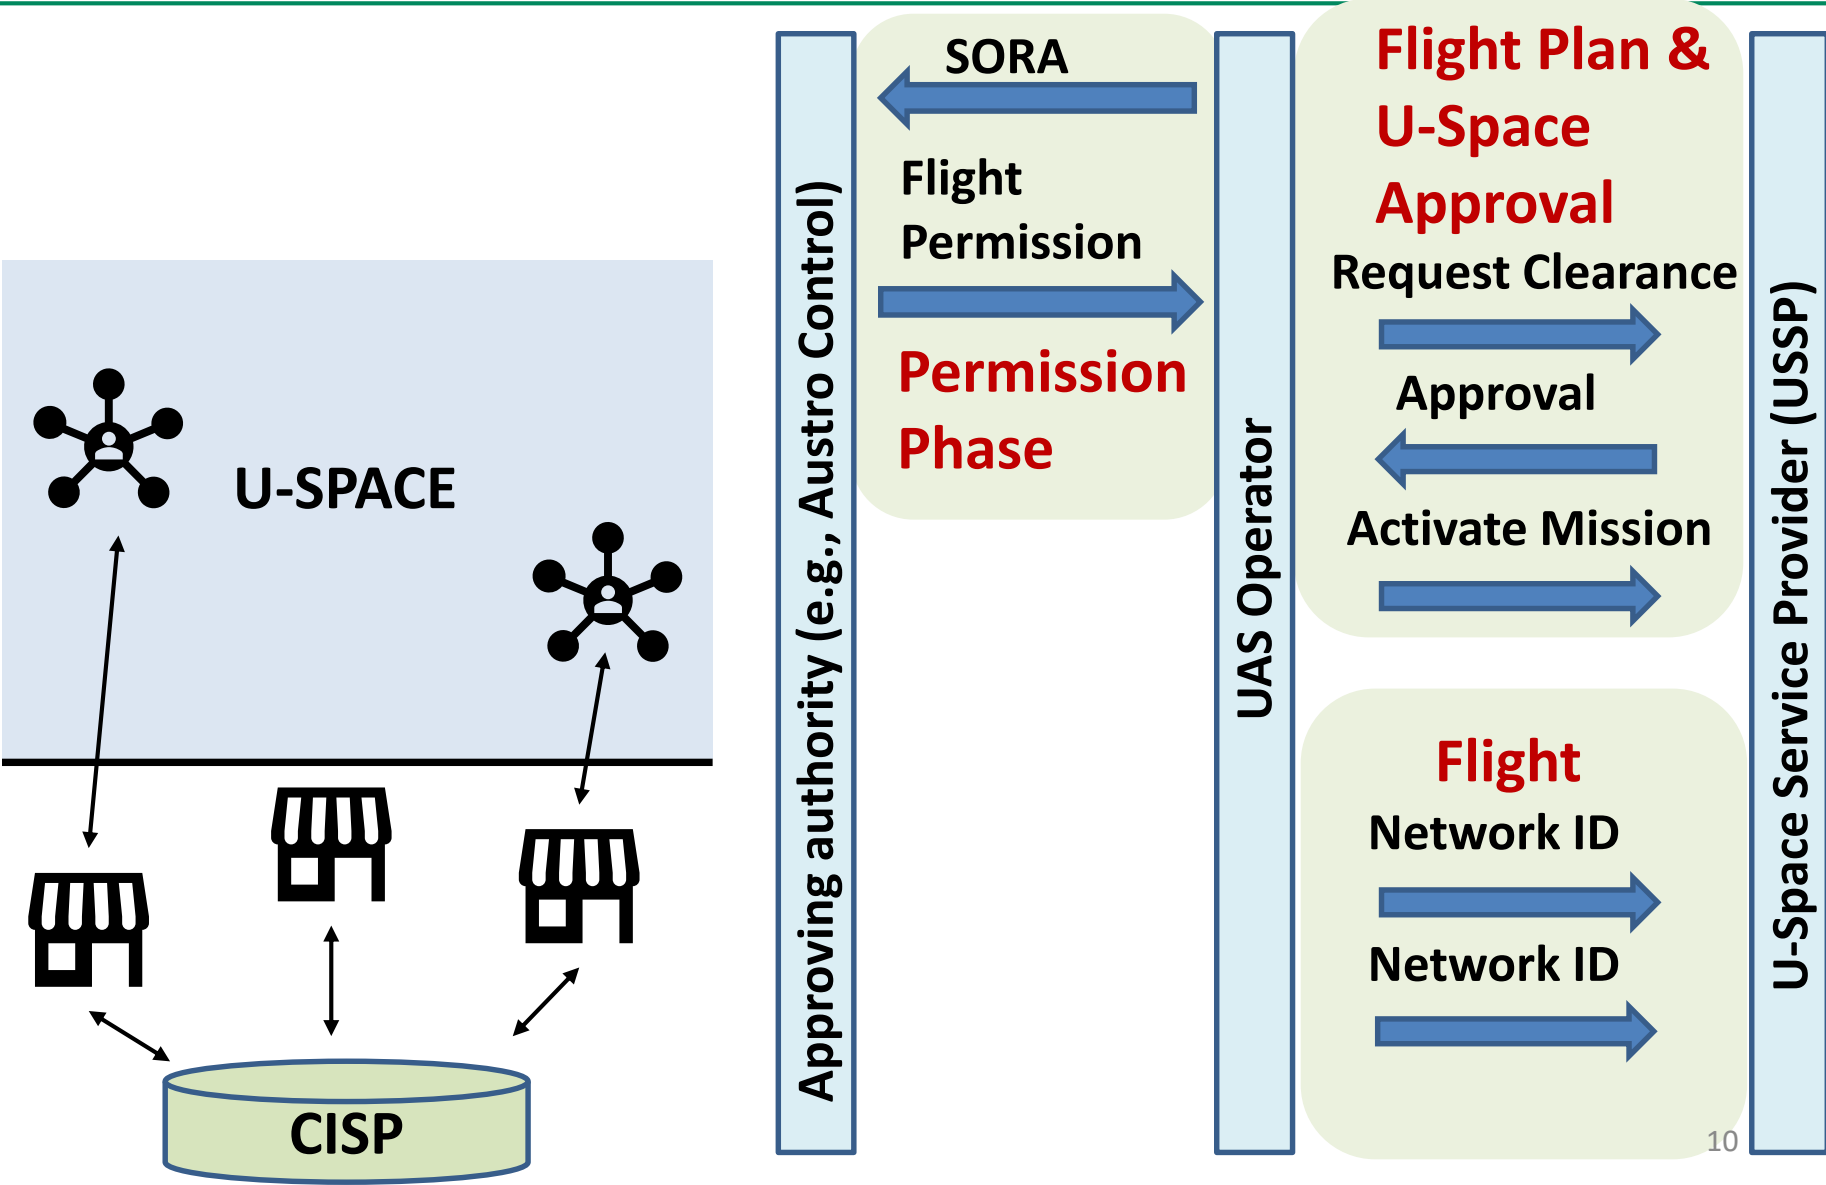 U-SPACE
CISP
Approving authority (e.g., Austro Control)
SORA
Flight
Permission
Permission
Phase
UAS Operator
Flight Plan &
U-Space
Approval
Request Clearance
Approval
Activate Mission
Flight
Network ID
Network ID
U-Space Service Provider (USSP)
10